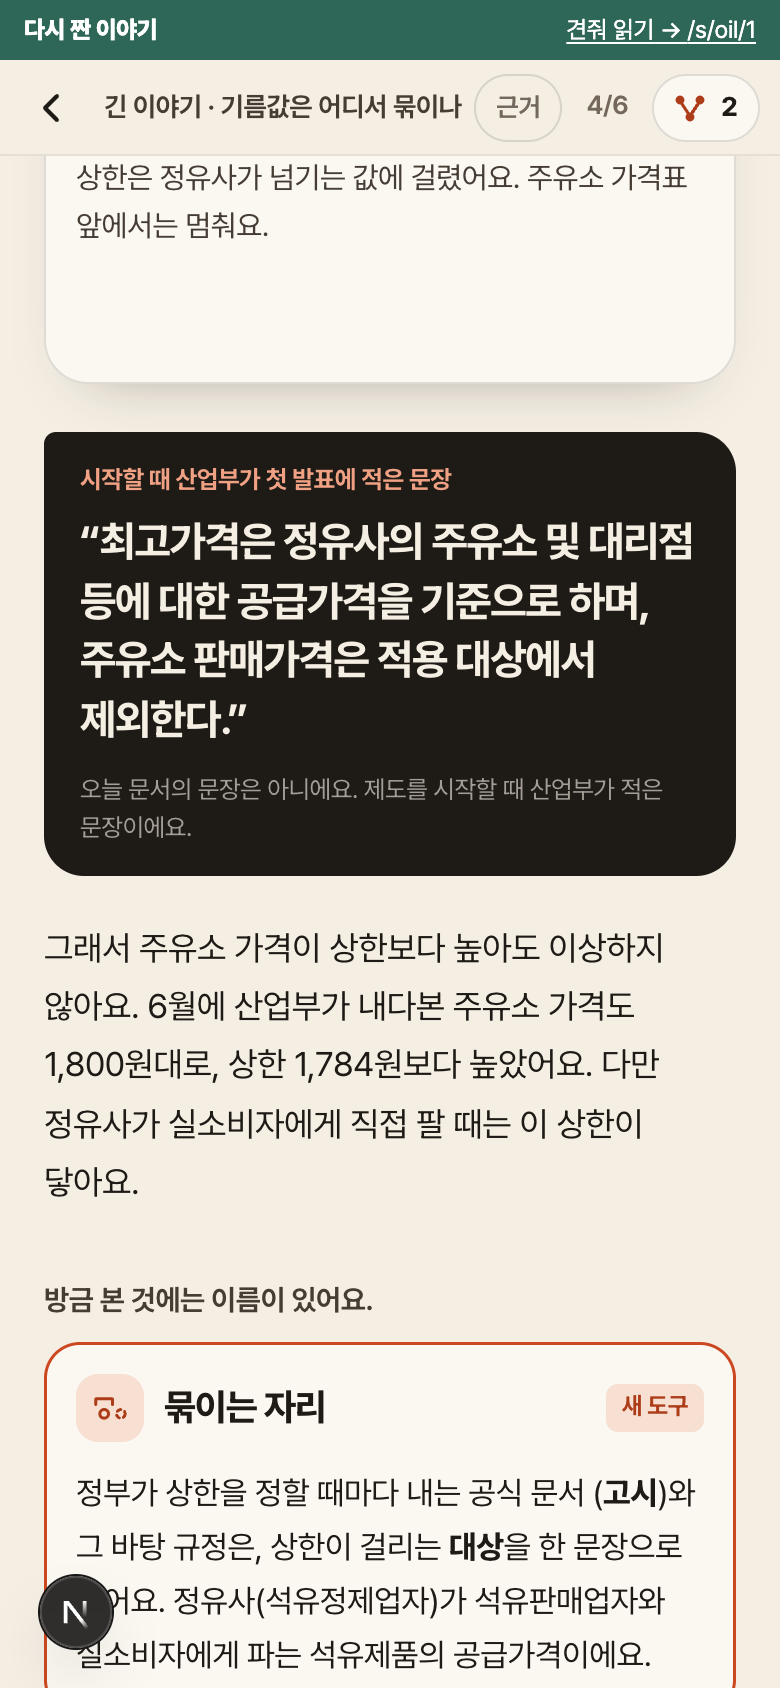 다시 짠 이야기
견줘 읽기 → /s/oil/1
긴 이야기 · 기름값은 어디서 묶이나
근거
4/6
2
상한은 정유사가 넘기는 값에 걸렸어요. 주유소 가격표
앞에서는 멈춰요.
시작할 때 산업부가 첫 발표에 적은 문장
“최고가격은 정유사의 주유소 및 대리점
등에 대한 공급가격을 기준으로 하며,
주유소 판매가격은 적용 대상에서
제외한다.”
오늘 문서의 문장은 아니에요. 제도를 시작할 때 산업부가 적은
문장이에요.
그래서 주유소 가격이 상한보다 높아도 이상하지
않아요. 6월에 산업부가 내다본 주유소 가격도
1,800원대로, 상한 1,784원보다 높았어요. 다만
정유사가 실소비자에게 직접 팔 때는 이 상한이
닿아요.
방금 본 것에는 이름이 있어요.
묶이는 자리
새 도구
정부가 상한을 정할 때마다 내는 공식 문서 (고시)와
그 바탕 규정은, 상한이 걸리는 대상을 한 문장으로
어요. 정유사(석유정제업자)가 석유판매업자와
실소비자에게 파는 석유제품의 공급가격이에요.
N